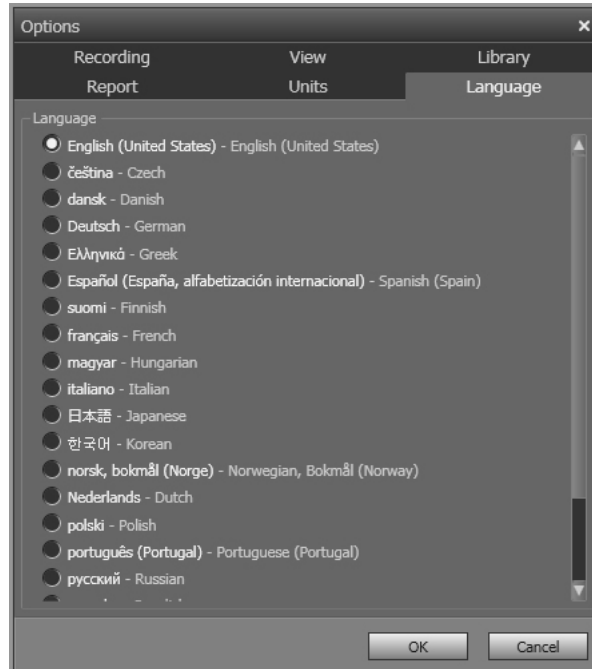 Options
Recording View Library
Report Units Language
Language
English (United States) - English (United States)
čeština - Czech
dansk - Danish
Deutsch - German
Ελληνικά - Greek
Español (España, alfabetización internacional) - Spanish (Spain)
suomi - Finnish
français - French
magyar - Hungarian
italiano - Italian
日本語 - Japanese
한국어 - Korean
norsk, bokmål (Norge) - Norwegian, Bokmål (Norway)
Nederlands - Dutch
polski - Polish
português (Portugal) - Portuguese (Portugal)
русский - Russian
OK Cancel